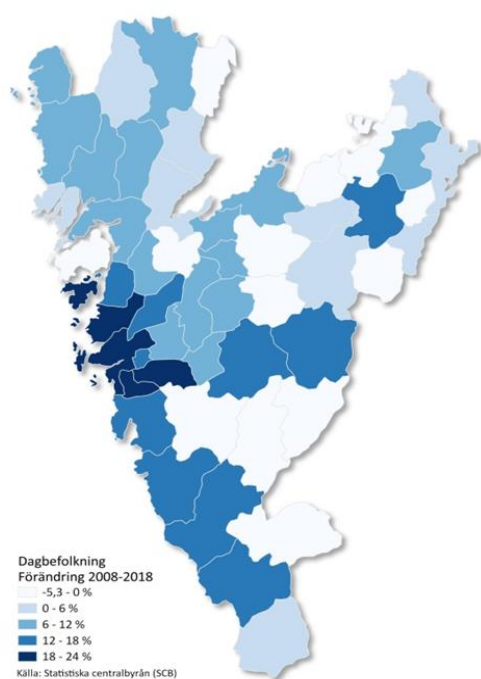 Dagbefolkning
Förändring 2008-2018
-5,3 - 0 %
0 - 6 %
6 - 12 %
12 - 18 %
18 - 24 %
Källa: Statistiska centralbyrån (SCB)